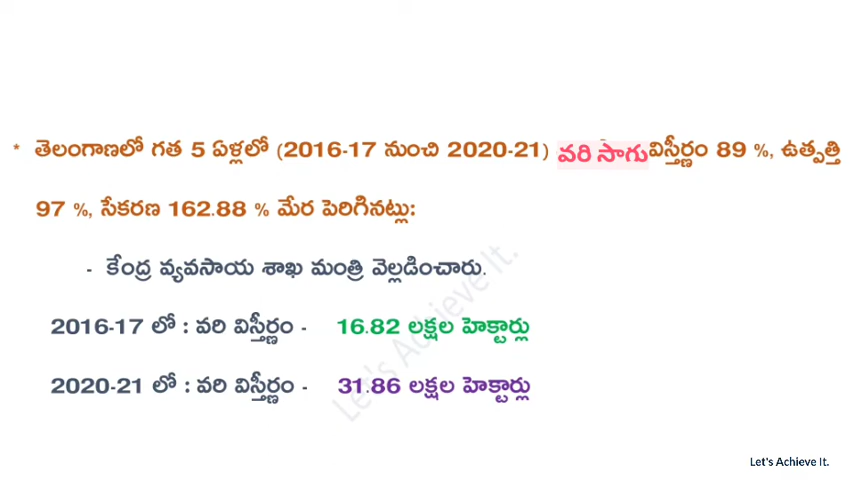 * తెలంగాణలో గత 5 ఏళ్లలో (2016-17 నుంచి 2020-21) వరి సాగు విస్తీర్ణం 89 %, ఉత్పత్తి
97 %, సేకరణ 162.88 % మేర పెరిగినట్లు:
- కేంద్ర వ్యవసాయ శాఖ మంత్రి వెల్లడించారు.
2016-17 లో : వరి విస్తీర్ణం - 16.82 లక్షల హెక్టార్లు
2020-21 లో : వరి విస్తీర్ణం - 31.86 లక్షల హెక్టార్లు
Let's Achieve It.
Let's Achieve It.